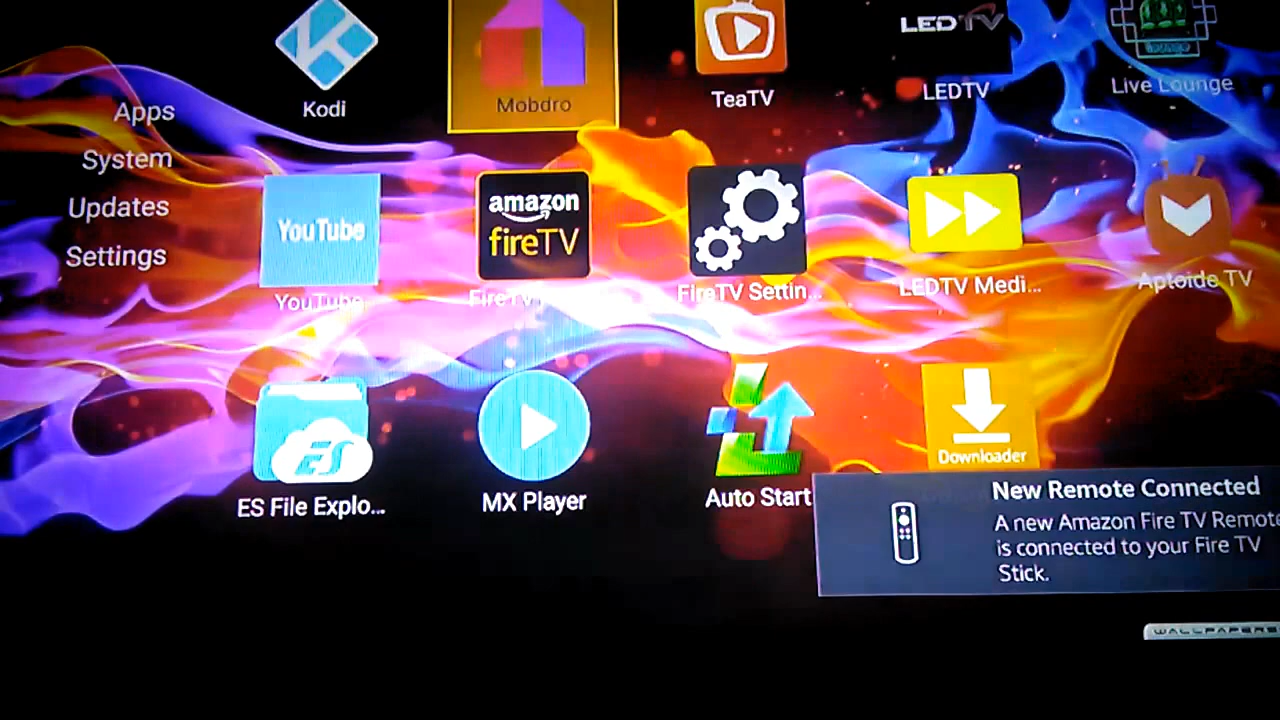 Kodi
Mobdro
TeaTV
LEDTV
LEDTV
Live Lounge
Apps
System
Updates
Settings
YouTube
YouTube
amazon
fireTV
FireTV
FireTV Settin...
LEDTV Medi...
Aptoide TV
ES
ES File Explo...
MX Player
Auto Start
Downloader
New Remote Connected
A new Amazon Fire TV Remote
is connected to your Fire TV
Stick.
WALLPAPERS